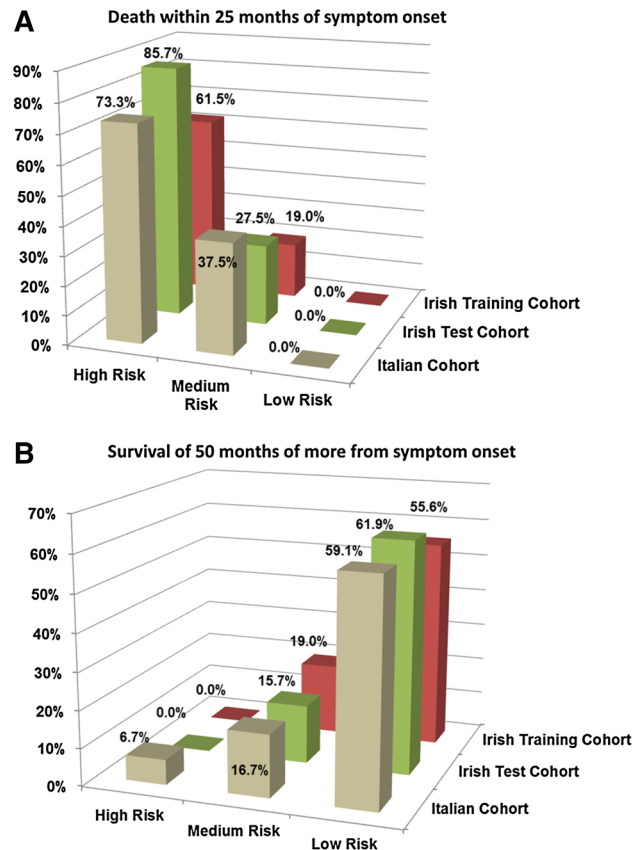 A
Death within 25 months of symptom onset
90%
80%
70%
60%
50%
40%
30%
20%
10%
0%
73.3%
85.7%
61.5%
37.5%
27.5%
19.0%
0.0%
0.0%
0.0%
High Risk
Medium
Risk
Low Risk
Irish Training Cohort
Irish Test Cohort
Italian Cohort
B
Survival of 50 months of more from symptom onset
70%
60%
50%
40%
30%
20%
10%
0%
6.7%
0.0%
0.0%
16.7%
15.7%
19.0%
59.1%
61.9%
55.6%
High Risk
Medium Risk
Low Risk
Irish Training Cohort
Irish Test Cohort
Italian Cohort